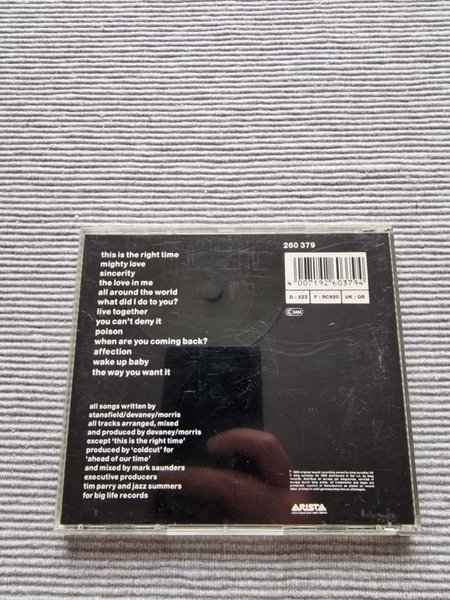 this is the right time
mighty love
sincerity
the love in me
all around the world
what did I do to you?
live together
you can't deny it
poison
when are you coming back?
affection
wake up baby
the way you want it
all songs written by
stansfield/devaney/morris
all tracks arranged, mixed
and produced by devaney/morris
except 'this is the right time'
produced by 'coldcut' for
'ahead of our time'
and mixed by mark saunders
executive producers
tim parry and jazz summers
for big life records
260 379
4 007192 603794
D : 222 F : RC650 UK : QB
ARISTA